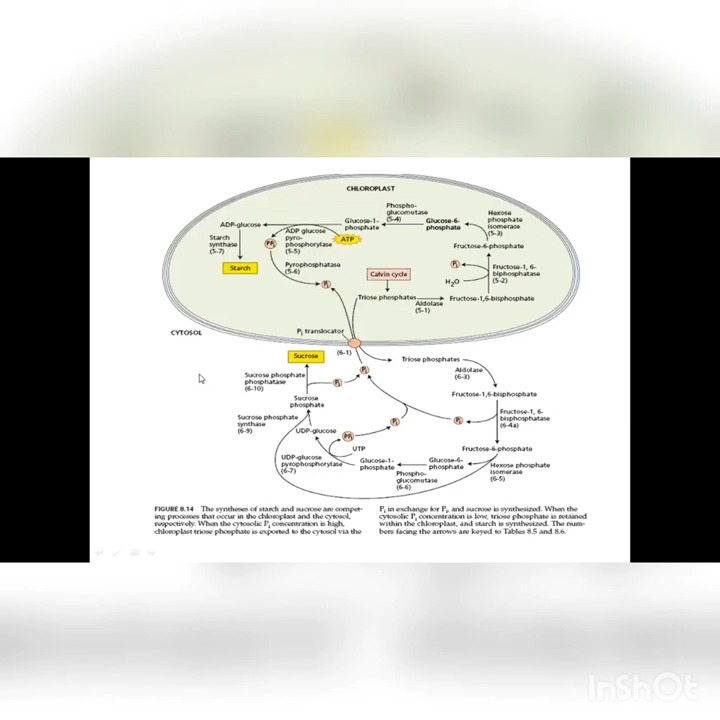 CHLOROPLAST
ADP-glucose
Glucose-1-
phosphate
Phospho-
glucomutase
(5-4)
Glucose-6-
phosphate
Hexose
phosphate
isomerase
(5-3)
Starch
synthase
(5-7)
PPi
ADP glucose
pyro-
phosphorylase
(5-5)
ATP
Fructose-6-phosphate
Starch
Pyrophosphatase
(5-6)
Pi
Calvin cycle
Pi
H2O
Fructose-1, 6-
biphosphatase
(5-2)
Triose phosphates
Aldolase
(5-1)
Fructose-1,6-bisphosphate
CYTOSOL
Pi translocator
(6-1)
Sucrose
Pi
Triose phosphates
Sucrose phosphate
phosphatase
(6-10)
Pi
Aldolase
(6-3)
Sucrose
phosphate
Fructose-1,6-bisphosphate
Sucrose phosphate
synthase
(6-9)
UDP-glucose
PPi
Pi
Pi
Fructose-1, 6-
bisphosphatase
(6-4a)
UTP
Fructose-6-phosphate
UDP-glucose
pyrophosphorylase
(6-7)
Glucose-1-
phosphate
Phospho-
glucomutase
(6-6)
Glucose-6-
phosphate
Hexose phosphate
isomerase
(6-5)
FIGURE 8.14 The syntheses of starch and sucrose are compet-
ing processes that occur in the chloroplast and the cytosol,
respectively. When the cytosolic Pi concentration is high,
chloroplast triose phosphate is exported to the cytosol via the
Pi in exchange for Pi, and sucrose is synthesized. When the
cytosolic Pi concentration is low, triose phosphate is retained
within the chloroplast, and starch is synthesized. The num-
bers facing the arrows are keyed to Tables 8.5 and 8.6.
InShOt